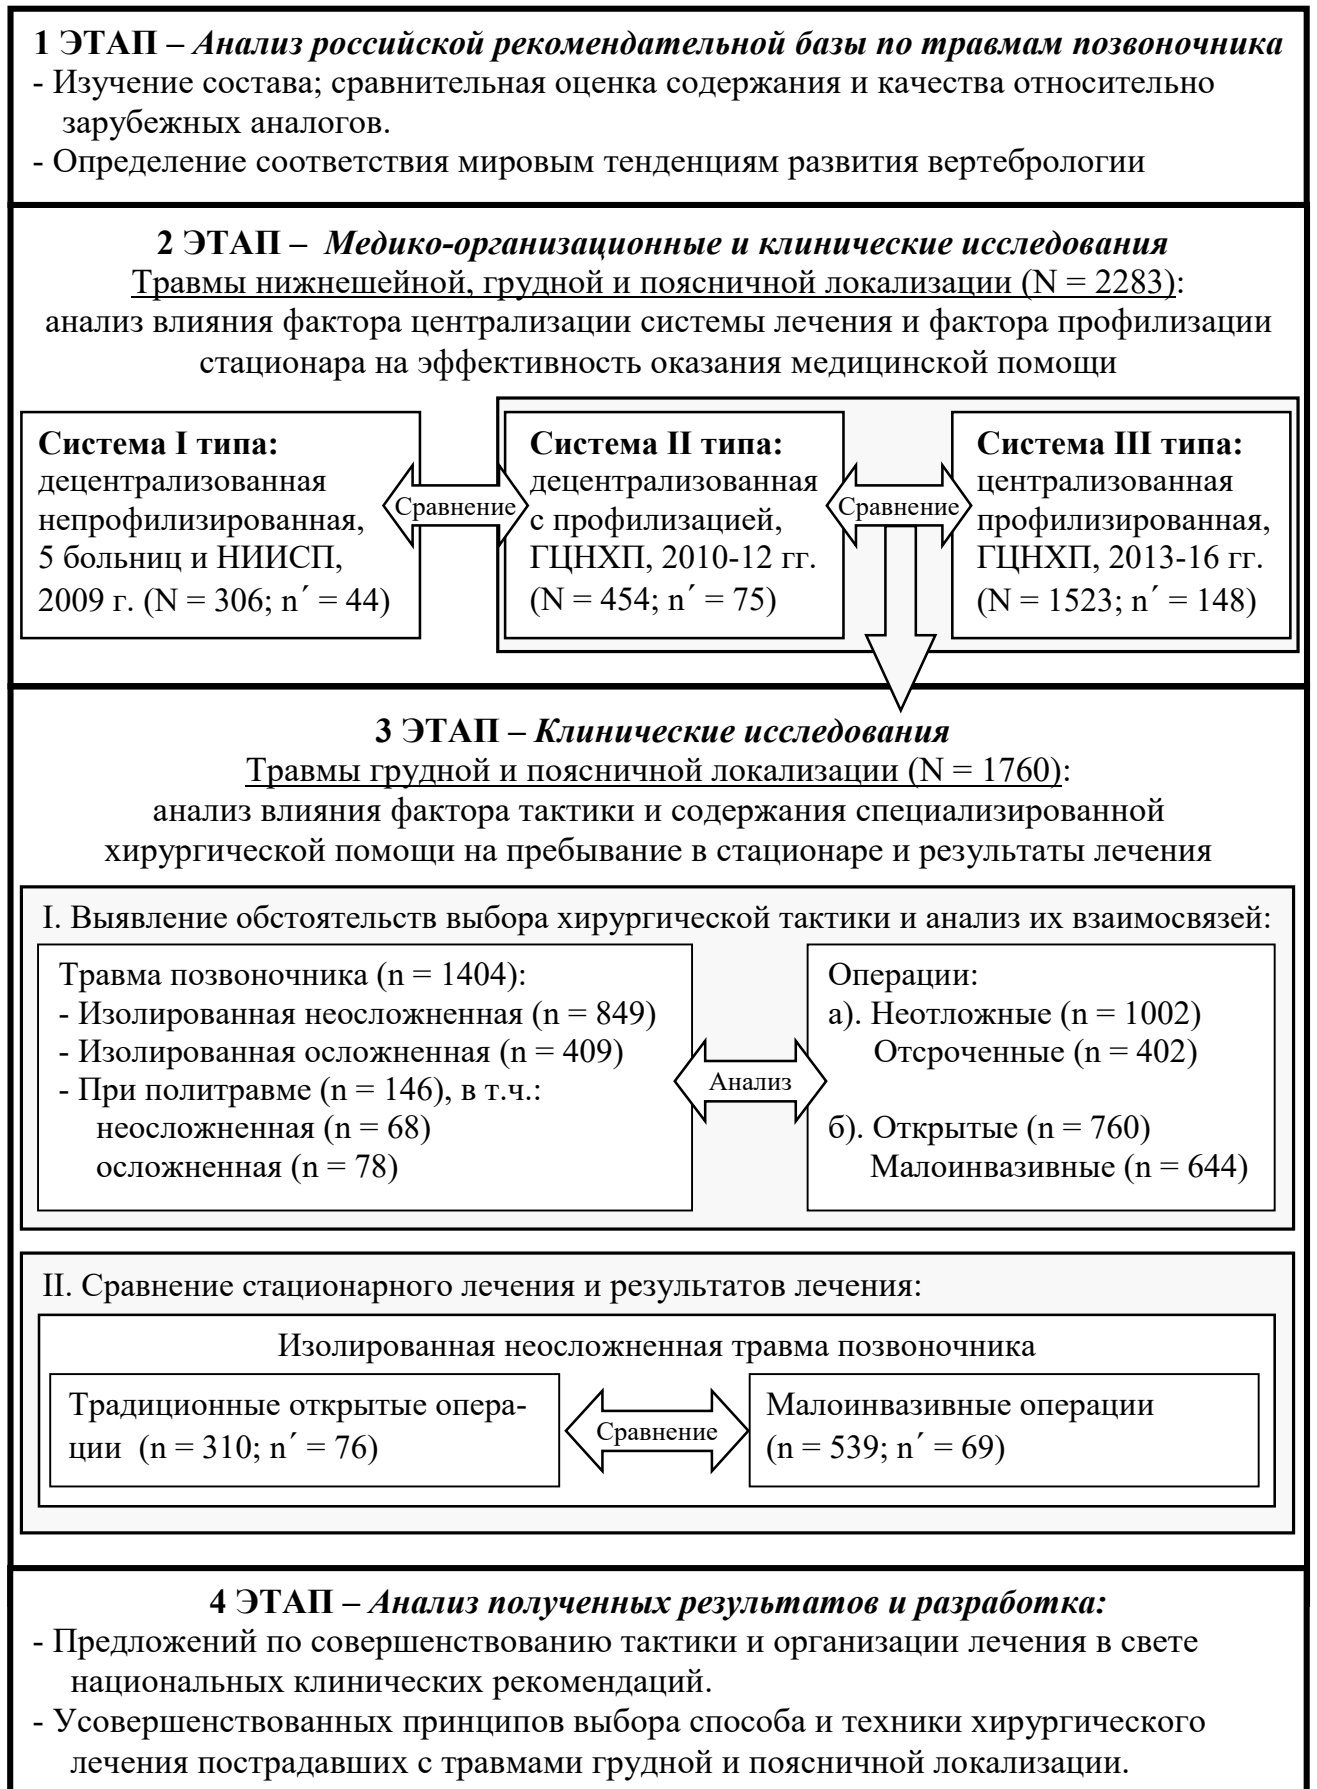 1 ЭТАП – Анализ российской рекомендательной базы по травмам позвоночника
- Изучение состава; сравнительная оценка содержания и качества относительно
зарубежных аналогов.
- Определение соответствия мировым тенденциям развития вертебрологии
2 ЭТАП – Медико-организационные и клинические исследования
Травмы нижнешейной, грудной и поясничной локализации (N = 2283):
анализ влияния фактора централизации системы лечения и фактора профилизации
стационара на эффективность оказания медицинской помощи
Система I типа:
децентрализованная
непрофилизированная,
5 больниц и НИИСП,
2009 г. (N = 306; n´ = 44)
Сравнение
Система II типа:
децентрализованная
с профилизацией,
ГЦНХП, 2010-12 гг.
(N = 454; n´ = 75)
Сравнение
Система III типа:
централизованная
профилизированная,
ГЦНХП, 2013-16 гг.
(N = 1523; n´ = 148)
3 ЭТАП – Клинические исследования
Травмы грудной и поясничной локализации (N = 1760):
анализ влияния фактора тактики и содержания специализированной
хирургической помощи на пребывание в стационаре и результаты лечения
I. Выявление обстоятельств выбора хирургической тактики и анализ их взаимосвязей:
Травма позвоночника (n = 1404):
- Изолированная неосложненная (n = 849)
- Изолированная осложненная (n = 409)
- При политравме (n = 146), в т.ч.:
неосложненная (n = 68)
осложненная (n = 78)
Анализ
Операции:
а). Неотложные (n = 1002)
Отсроченные (n = 402)
б). Открытые (n = 760)
Малоинвазивные (n = 644)
II. Сравнение стационарного лечения и результатов лечения:
Изолированная неосложненная травма позвоночника
Традиционные открытые опера-
ции (n = 310; n´ = 76)
Сравнение
Малоинвазивные операции
(n = 539; n´ = 69)
4 ЭТАП – Анализ полученных результатов и разработка:
- Предложений по совершенствованию тактики и организации лечения в свете
национальных клинических рекомендаций.
- Усовершенствованных принципов выбора способа и техники хирургического
лечения пострадавших с травмами грудной и поясничной локализации.